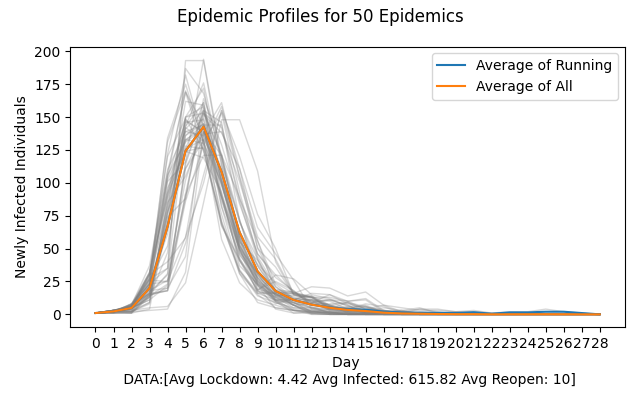 Epidemic Profiles for 50 Epidemics
200
175
150
125
100
75
50
25
0
Newly Infected Individuals
Average of Running
Average of All
0 1 2 3 4 5 6 7 8 9 10 11 12 13 14 15 16 17 18 19 20 21 22 23 24 25 26 27 28
Day
DATA:[Avg Lockdown: 4.42 Avg Infected: 615.82 Avg Reopen: 10]